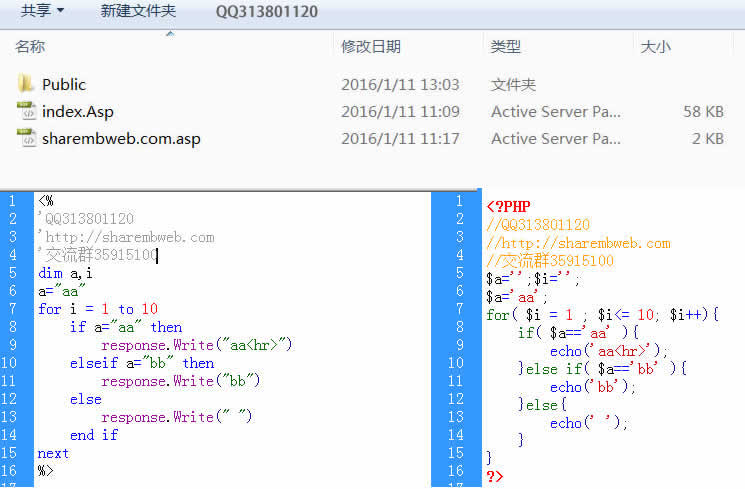 共享 新建文件夹 QQ313801120
名称 修改日期 类型 大小
Public 2016/1/11 13:03 文件夹
index.Asp 2016/1/11 11:09 Active Server Pa... 58 KB
sharembweb.com.asp 2016/1/11 11:17 Active Server Pa... 2 KB
1 <%
2 'QQ313801120
3 'http://sharembweb.com
4 '交流群35915100
5 dim a,i
6 a="aa"
7 for i = 1 to 10
8 if a="aa" then
9 response.Write("aa<hr>")
10 elseif a="bb" then
11 response.Write("bb")
12 else
13 response.Write(" ")
14 end if
15 next
16 %>
1 <?PHP
2 //QQ313801120
3 //http://sharembweb.com
4 //交流群35915100
5 $a='';$i='';
6 $a='aa';
7 for( $i = 1 ; $i<= 10; $i++){
8 if( $a=='aa' ){
9 echo('aa<hr>');
10 }else if( $a=='bb' ){
11 echo('bb');
12 }else{
13 echo(' ');
14 }
15 }
16 ?>